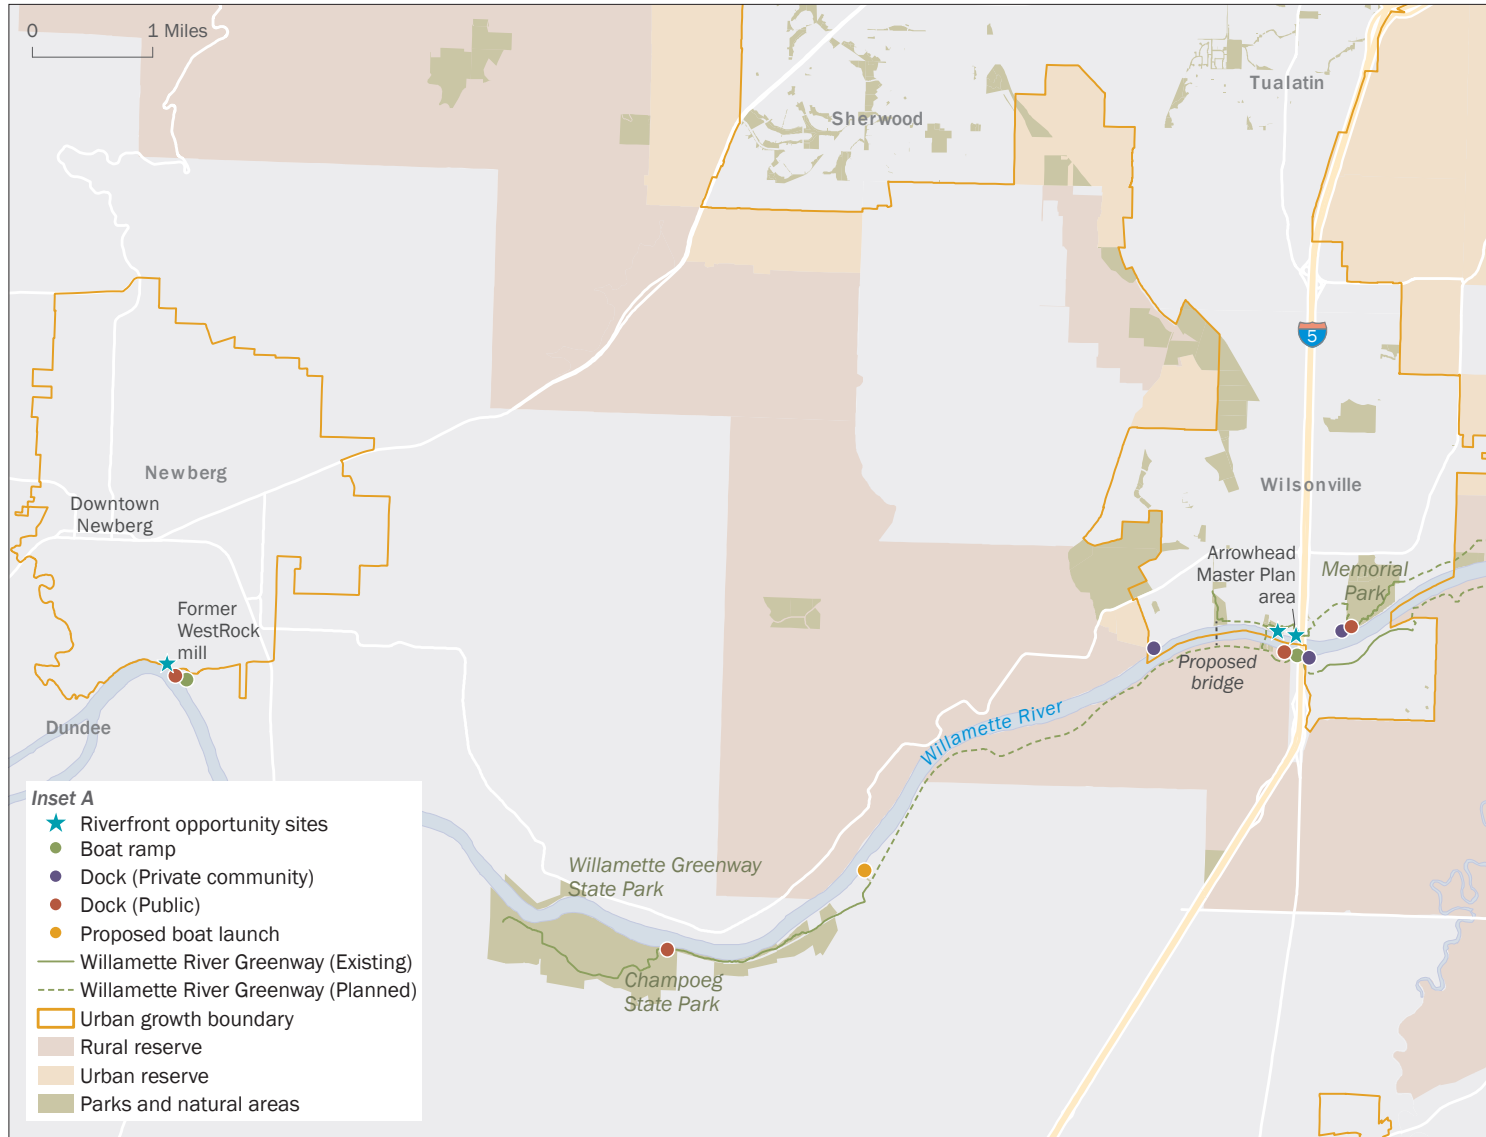 0 1 Miles
Tualatin
Sherwood
5
Newberg
Downtown
Newberg
Wilsonville
Arrowhead
Master Plan
area
Memorial
Park
Former
WestRock
mill
Proposed
bridge
Dundee
Willamette River
Willamette Greenway
State Park
Champoeg
State Park
Inset A
Riverfront opportunity sites
Boat ramp
Dock (Private community)
Dock (Public)
Proposed boat launch
Willamette River Greenway (Existing)
Willamette River Greenway (Planned)
Urban growth boundary
Rural reserve
Urban reserve
Parks and natural areas